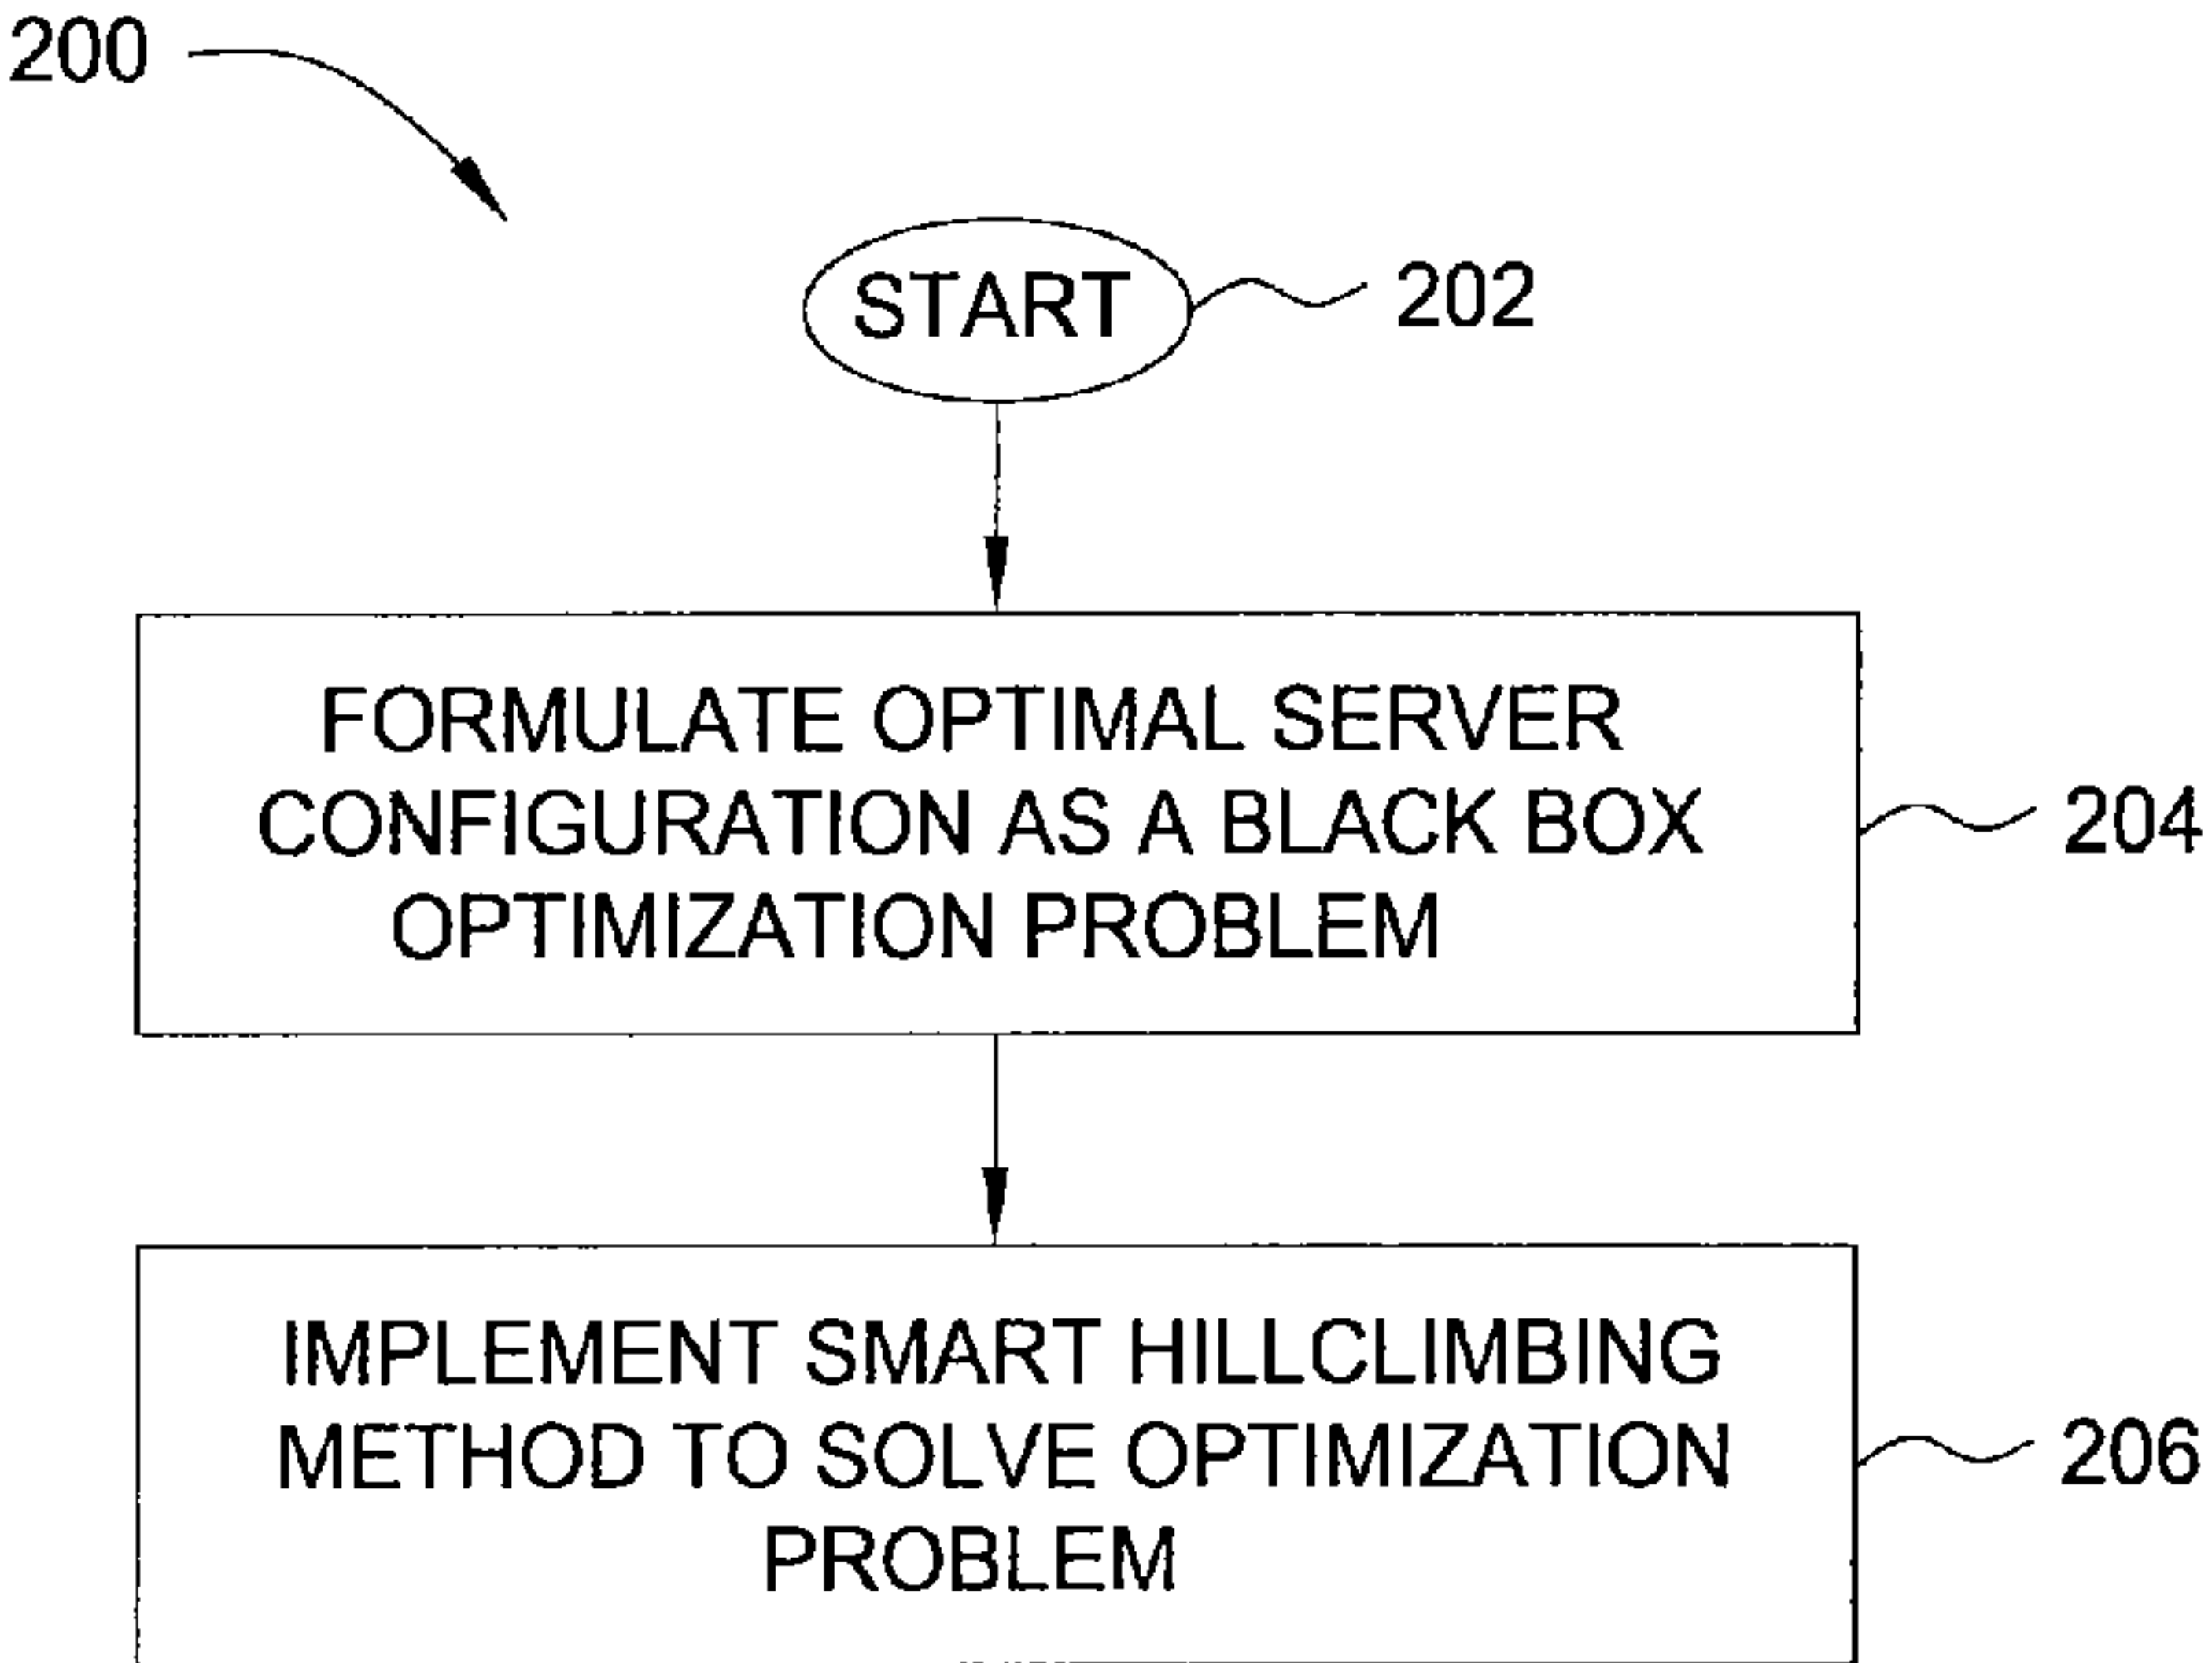 200
START
202
FORMULATE OPTIMAL SERVER
CONFIGURATION AS A BLACK BOX
OPTIMIZATION PROBLEM
204
IMPLEMENT SMART HILLCLIMBING
METHOD TO SOLVE OPTIMIZATION
PROBLEM
206